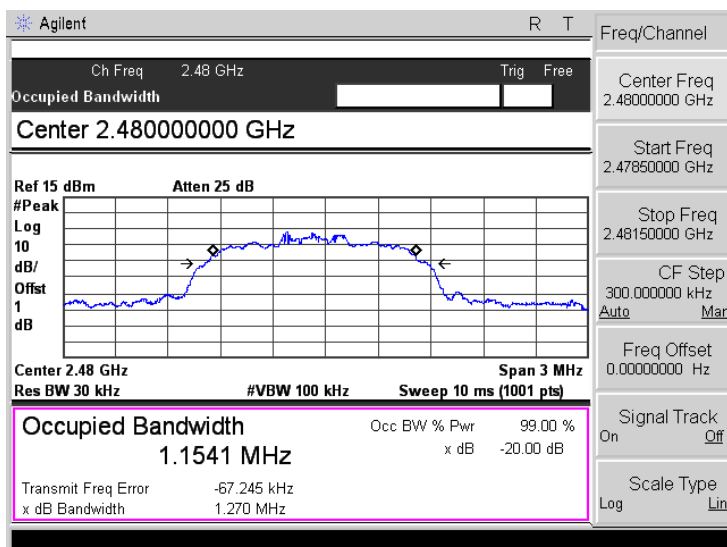 Agilent R T
Ch Freq 2.48 GHz Trig Free
Occupied Bandwidth
Center 2.480000000 GHz
Ref 15 dBm Atten 25 dB
#Peak
Log
10
dB/
Offst
1
dB
Center 2.48 GHz Span 3 MHz
Res BW 30 kHz #VBW 100 kHz Sweep 10 ms (1001 pts)
Occupied Bandwidth
1.1541 MHz
Occ BW % Pwr 99.00 %
x dB -20.00 dB
Transmit Freq Error -67.245 kHz
x dB Bandwidth 1.270 MHz
Freq/Channel
Center Freq
2.48000000 GHz
Start Freq
2.47850000 GHz
Stop Freq
2.48150000 GHz
CF Step
300.000000 kHz
Auto Man
Freq Offset
0.00000000 Hz
Signal Track
On Off
Scale Type
Log Lin